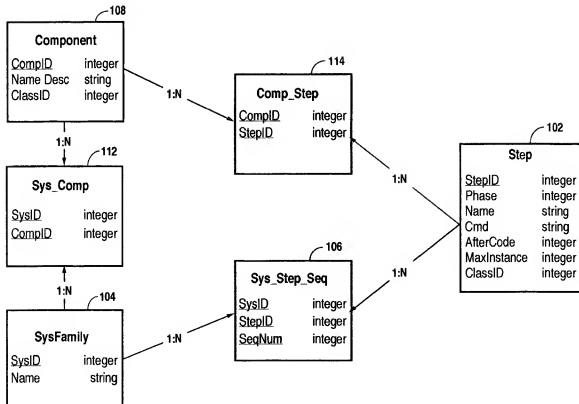 108
Component
CompID integer
Name Desc string
ClassID integer
1:N
1:N
114
Comp_Step
CompID integer
StepID integer
112
Sys_Comp
SysID integer
CompID integer
1:N
102
Step
StepID integer
Phase integer
Name string
Cmd string
AfterCode integer
MaxInstance integer
ClassID integer
1:N
1:N
106
Sys_Step_Seq
SysID integer
StepID integer
SeqNum integer
104
SysFamily
SysID integer
Name string
1:N